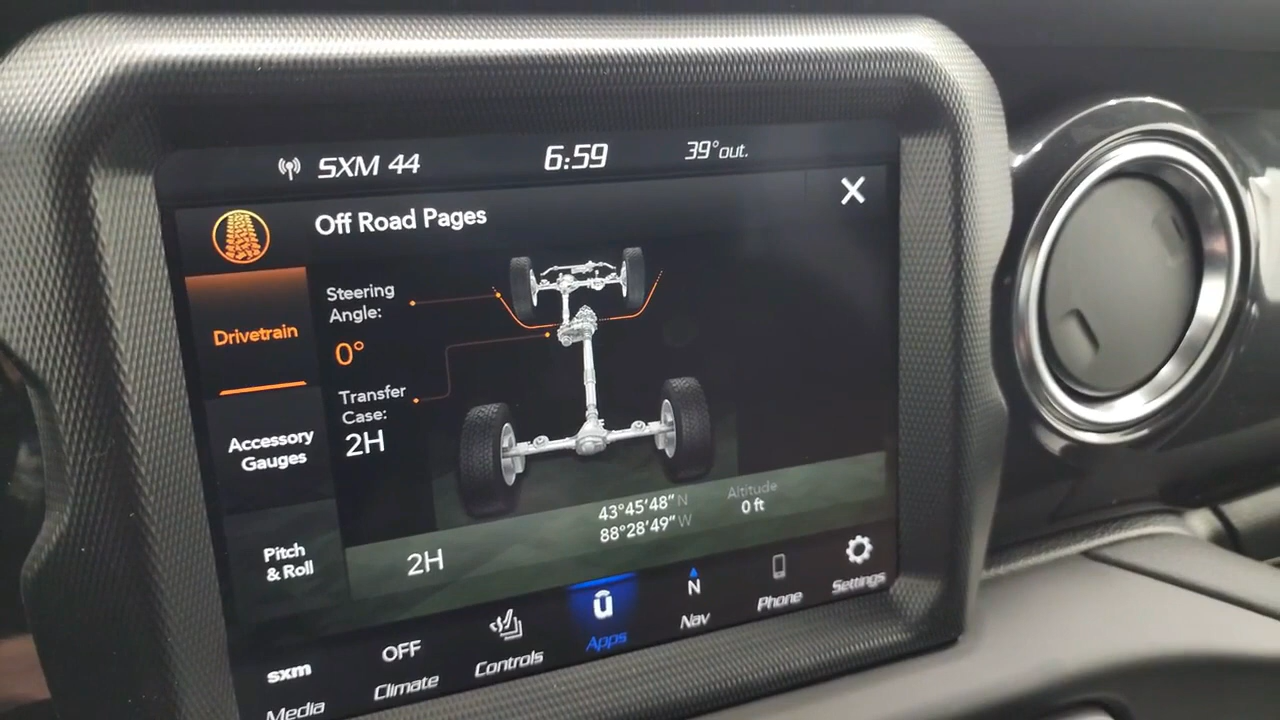 SXM 44
6:59
39° out.
Off Road Pages
Drivetrain
Accessory
Gauges
Pitch
& Roll
Steering
Angle:
0°
Transfer
Case:
2H
2H
43°45'48" N
88°28'49" W
Altitude
0 ft
sxm
Media
OFF
Climate
Controls
û
Apps
N
Nav
Phone
Settings